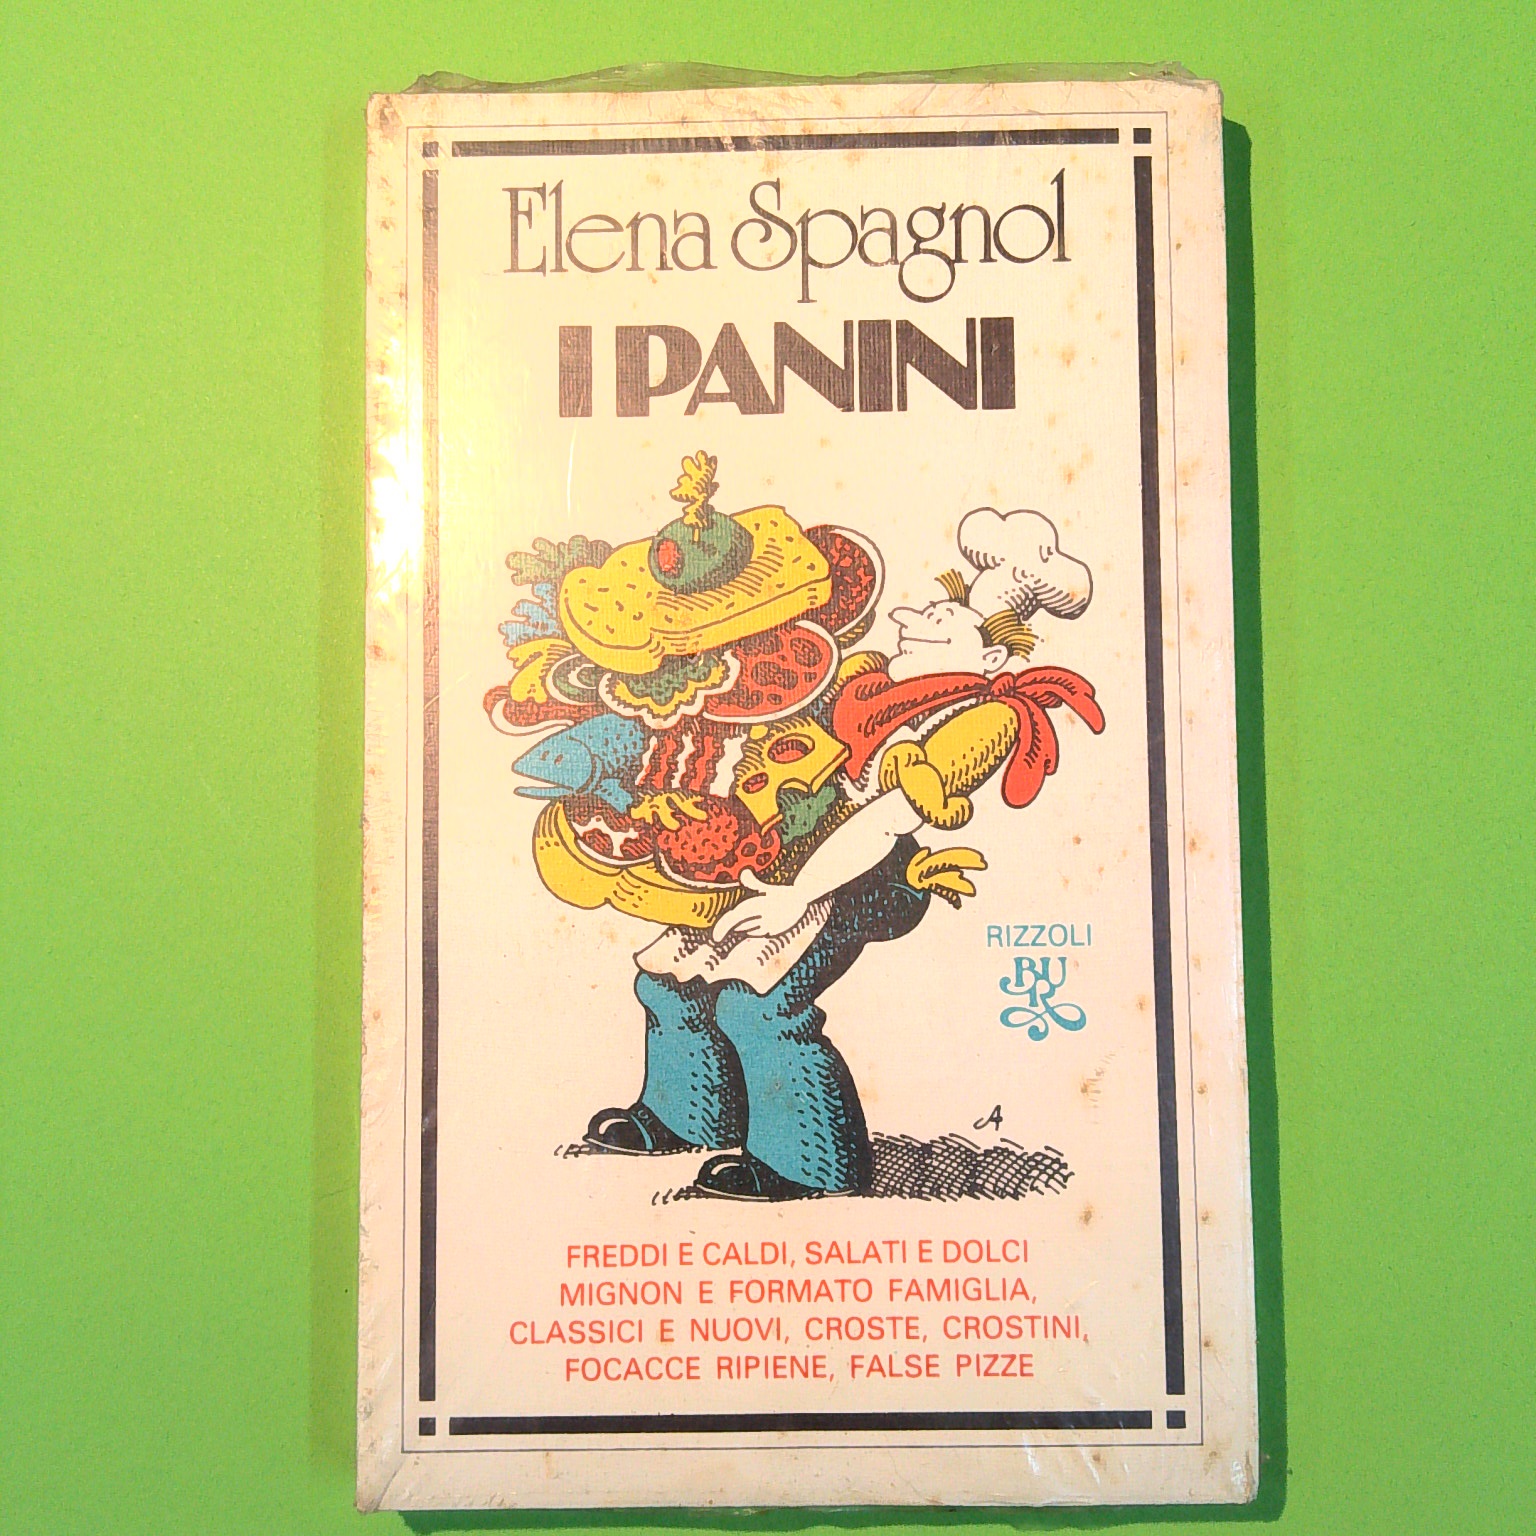 Elena Spagnol
I PANINI
RIZZOLI
BUR
A
FREDDI E CALDI, SALATI E DOLCI
MIGNON E FORMATO FAMIGLIA,
CLASSICI E NUOVI, CROSTE, CROSTINI,
FOCACCE RIPIENE, FALSE PIZZE